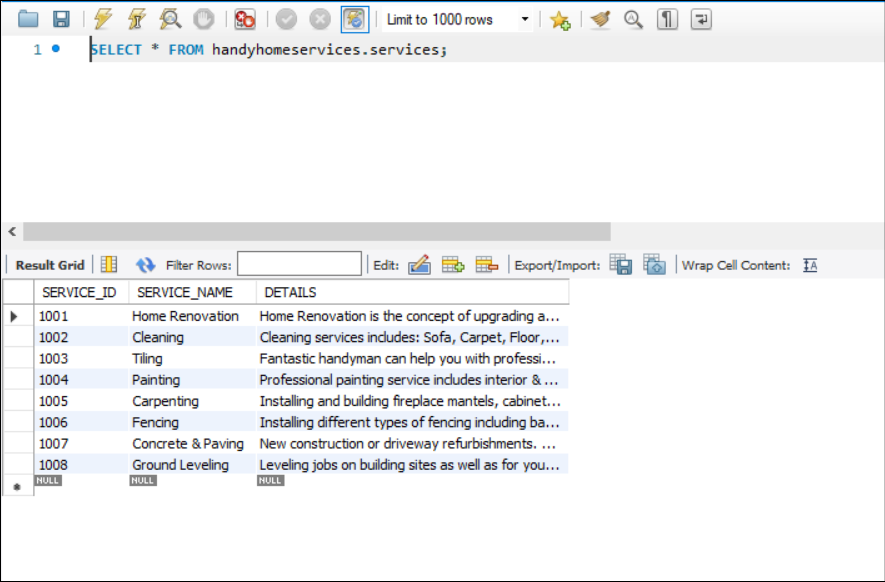 Limit to 1000 rows
1 SELECT * FROM handyhomeservices.services;
Result Grid Filter Rows: Edit: Export/Import: Wrap Cell Content: IA
SERVICE_ID SERVICE_NAME DETAILS
1001 Home Renovation Home Renovation is the concept of upgrading a...
1002 Cleaning Cleaning services includes: Sofa, Carpet, Floor,...
1003 Tiling Fantastic handyman can help you with professi...
1004 Painting Professional painting service includes interior & ...
1005 Carpenting Installing and building fireplace mantels, cabinet...
1006 Fencing Installing different types of fencing including ba...
1007 Concrete & Paving New construction or driveway refurbishments. ...
1008 Ground Leveling Leveling jobs on building sites as well as for you...
NULL NULL NULL